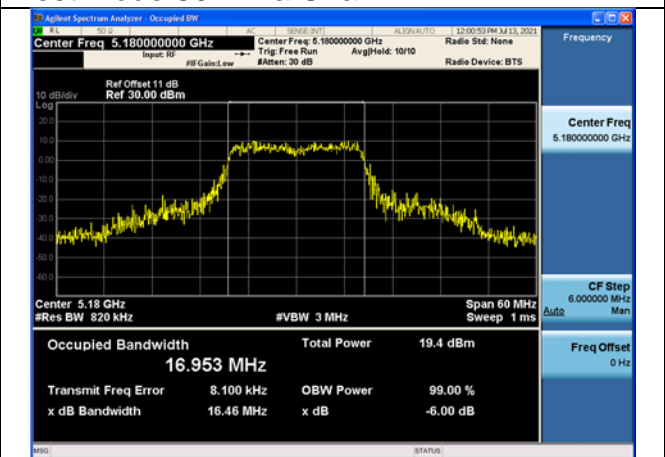 Agilent Spectrum Analyzer - Occupied BW
RL 50 Ω AC SENSE:INT ALIGN AUTO 12:00:53 PM Jul 13, 2021
Center Freq 5.180000000 GHz Center Freq: 5.180000000 GHz Radio Std: None Frequency
Input: RF Trig: Free Run Avg|Hold: 10/10
#IFGain:Low #Atten: 30 dB Radio Device: BTS
Ref Offset 11 dB
10 dB/div Ref 30.00 dBm
Log
20.0
10.0
0.00
-10.0
-20.0
-30.0
-40.0
-50.0
-60.0
Center 5.18 GHz Span 60 MHz
#Res BW 820 kHz #VBW 3 MHz Sweep 1 ms
Occupied Bandwidth Total Power 19.4 dBm
16.953 MHz
Transmit Freq Error 8.100 kHz OBW Power 99.00 %
x dB Bandwidth 16.46 MHz x dB -6.00 dB
Center Freq
5.180000000 GHz
CF Step
6.000000 MHz
Auto Man
Freq Offset
0 Hz
MSG STATUS